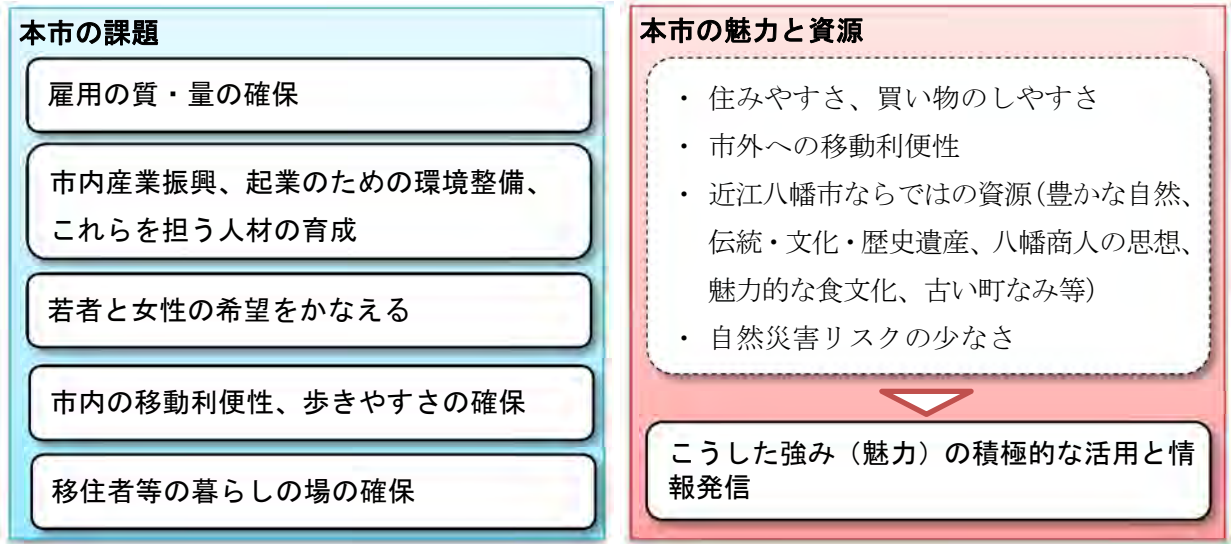 本市の課題
雇用の質・量の確保
市内産業振興、起業のための環境整備、
これらを担う人材の育成
若者と女性の希望をかなえる
市内の移動利便性、歩きやすさの確保
移住者等の暮らしの場の確保
本市の魅力と資源
・ 住みやすさ、買い物のしやすさ
・ 市外への移動利便性
・ 近江八幡市ならではの資源(豊かな自然、
伝統・文化・歴史遺産、八幡商人の思想、
魅力的な食文化、古い町なみ等)
・ 自然災害リスクの少なさ
こうした強み(魅力)の積極的な活用と情
報発信